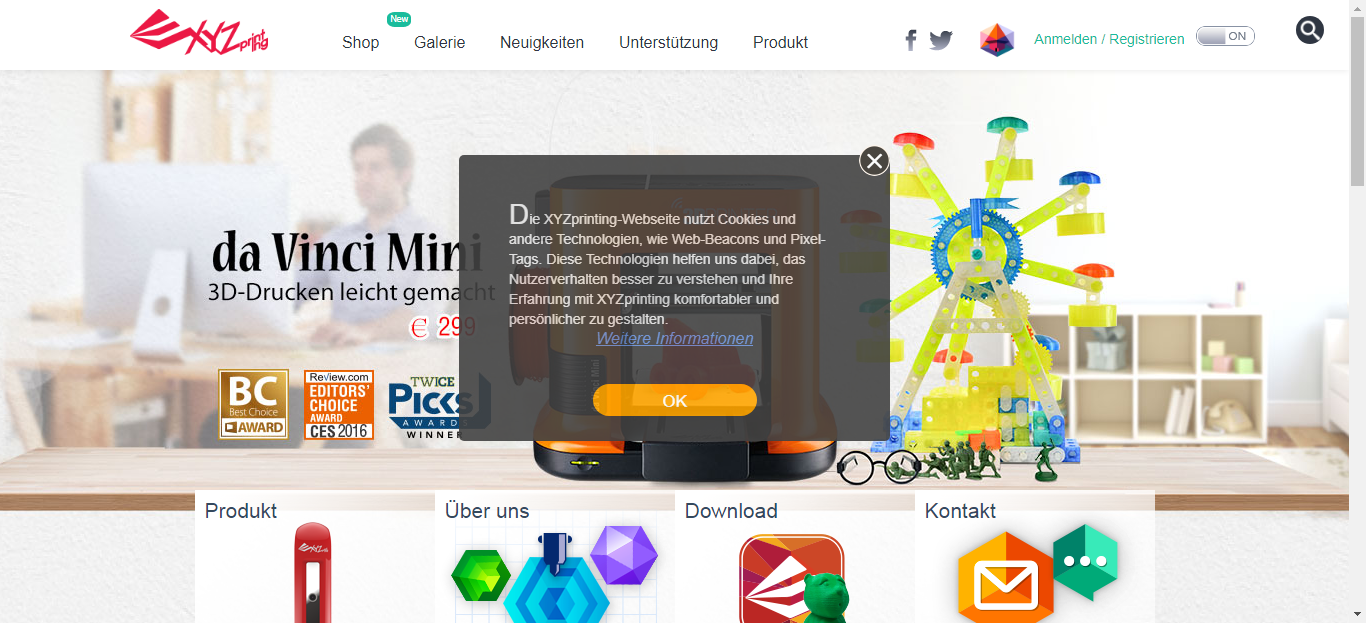 XYZprinting
New
Shop
Galerie
Neuigkeiten
Unterstützung
Produkt
Anmelden / Registrieren
ON
da Vinci Mini
3D-Drucken leicht gemacht
€ 299
BC
Best Choice
AWARD
Review.com
EDITORS'
CHOICE
AWARD
CES 2016
TWICE
Picks
AWARD
WINNER
Die XYZprinting-Webseite nutzt Cookies und
andere Technologien, wie Web-Beacons und Pixel-
Tags. Diese Technologien helfen uns dabei, das
Nutzerverhalten besser zu verstehen und Ihre
Erfahrung mit XYZprinting komfortabler und
persönlicher zu gestalten.
Weitere Informationen
OK
Produkt
Über uns
Download
Kontakt